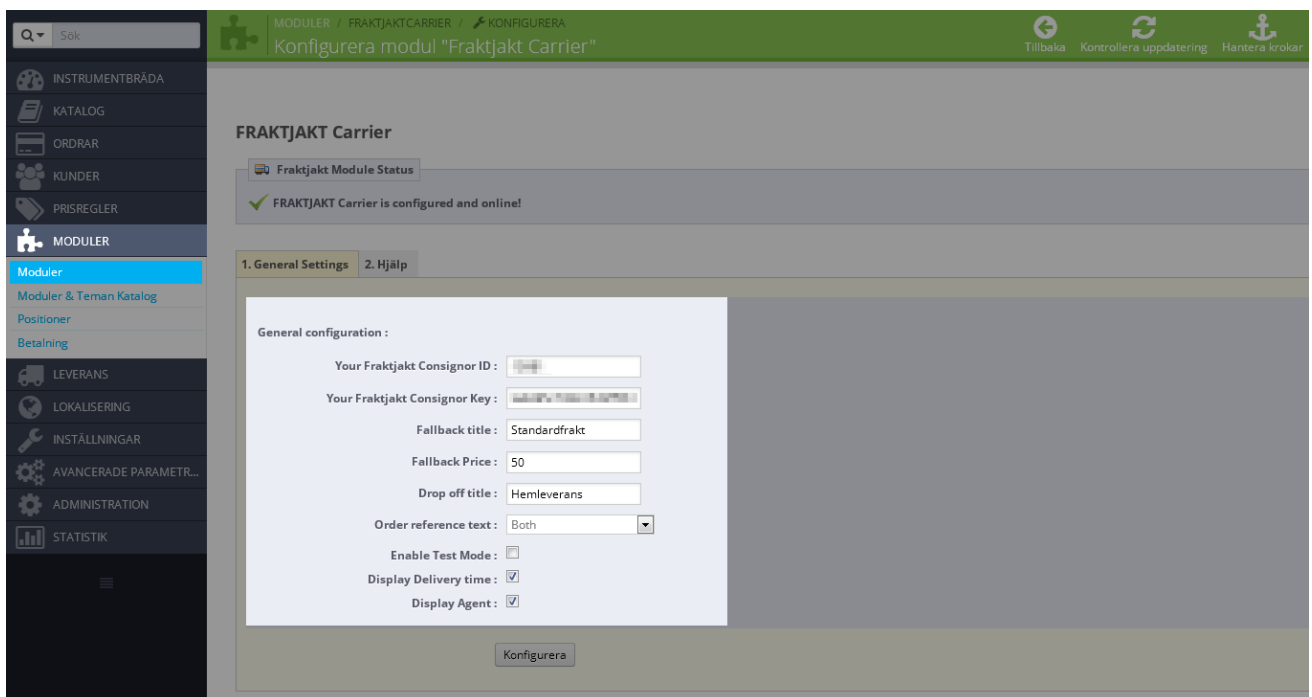 Sök
MODULER / FRAKTJAKTCARRIER / KONFIGURERA
Konfigurera modul "Fraktjakt Carrier"
Tillbaka
Kontrollera uppdatering
Hantera krokar
INSTRUMENTBRÄDA
KATALOG
ORDRAR
KUNDER
PRISREGLER
MODULER
Moduler
Moduler & Teman Katalog
Positioner
Betalning
LEVERANS
LOKALISERING
INSTÄLLNINGAR
AVANCERADE PARAMETR...
ADMINISTRATION
STATISTIK
FRAKTJAKT Carrier
Fraktjakt Module Status
FRAKTJAKT Carrier is configured and online!
1. General Settings 2. Hjälp
General configuration :
Your Fraktjakt Consignor ID :
Your Fraktjakt Consignor Key :
Fallback title : Standardfrakt
Fallback Price : 50
Drop off title : Hemleverans
Order reference text : Both
Enable Test Mode :
Display Delivery time :
Display Agent :
Konfigurera